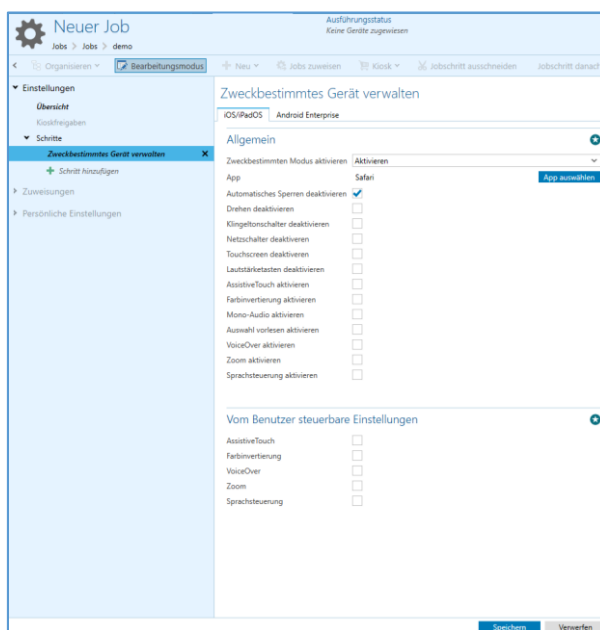 Neuer Job
Jobs > Jobs > demo
Ausführungsstatus
Keine Geräte zugewiesen
Organisieren
Bearbeitungsmodus
Neu
Jobs zuweisen
Kiosk
Jobschritt ausschneiden
Jobschritt danach
Einstellungen
Übersicht
Kioskfreigaben
Schritte
Zweckbestimmtes Gerät verwalten
Schritt hinzufügen
Zuweisungen
Persönliche Einstellungen
Zweckbestimmtes Gerät verwalten
iOS/iPadOS Android Enterprise
Allgemein
Zweckbestimmten Modus aktivieren Aktivieren
App Safari App auswählen
Automatisches Sperren deaktivieren
Drehen deaktivieren
Klingeltonschalter deaktivieren
Netzschalter deaktiveren
Touchscreen deaktivieren
Lautstärketasten deaktivieren
AssistiveTouch aktivieren
Farbinvertierung aktivieren
Mono-Audio aktivieren
Auswahl vorlesen aktivieren
VoiceOver aktivieren
Zoom aktivieren
Sprachsteuerung aktivieren
Vom Benutzer steuerbare Einstellungen
AssistiveTouch
Farbinvertierung
VoiceOver
Zoom
Sprachsteuerung
Speichern Verwerfen